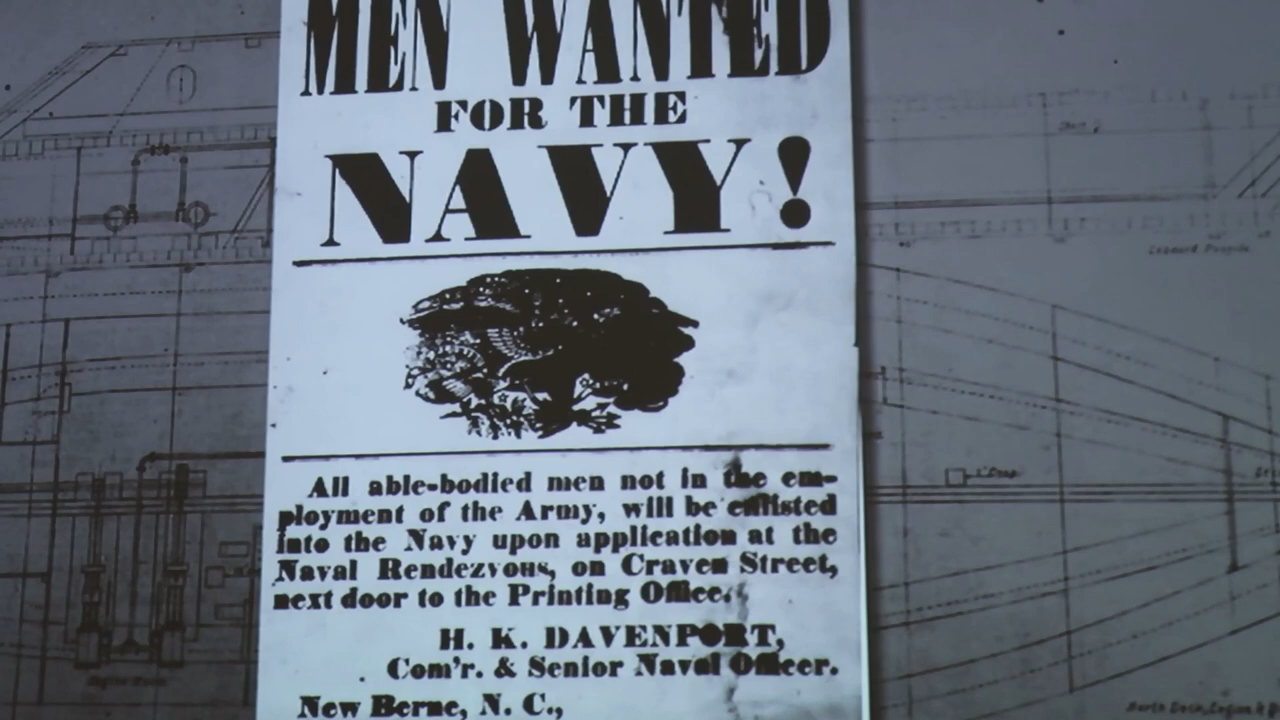 MEN WANTED
FOR THE
NAVY!
All able-bodied men not in the em-
ployment of the Army, will be enlisted
into the Navy upon application at the
Naval Rendezvous, on Craven Street,
next door to the Printing Office.
H. K. DAVENPORT,
Com'r. & Senior Naval Officer.
New Berne, N. C.,